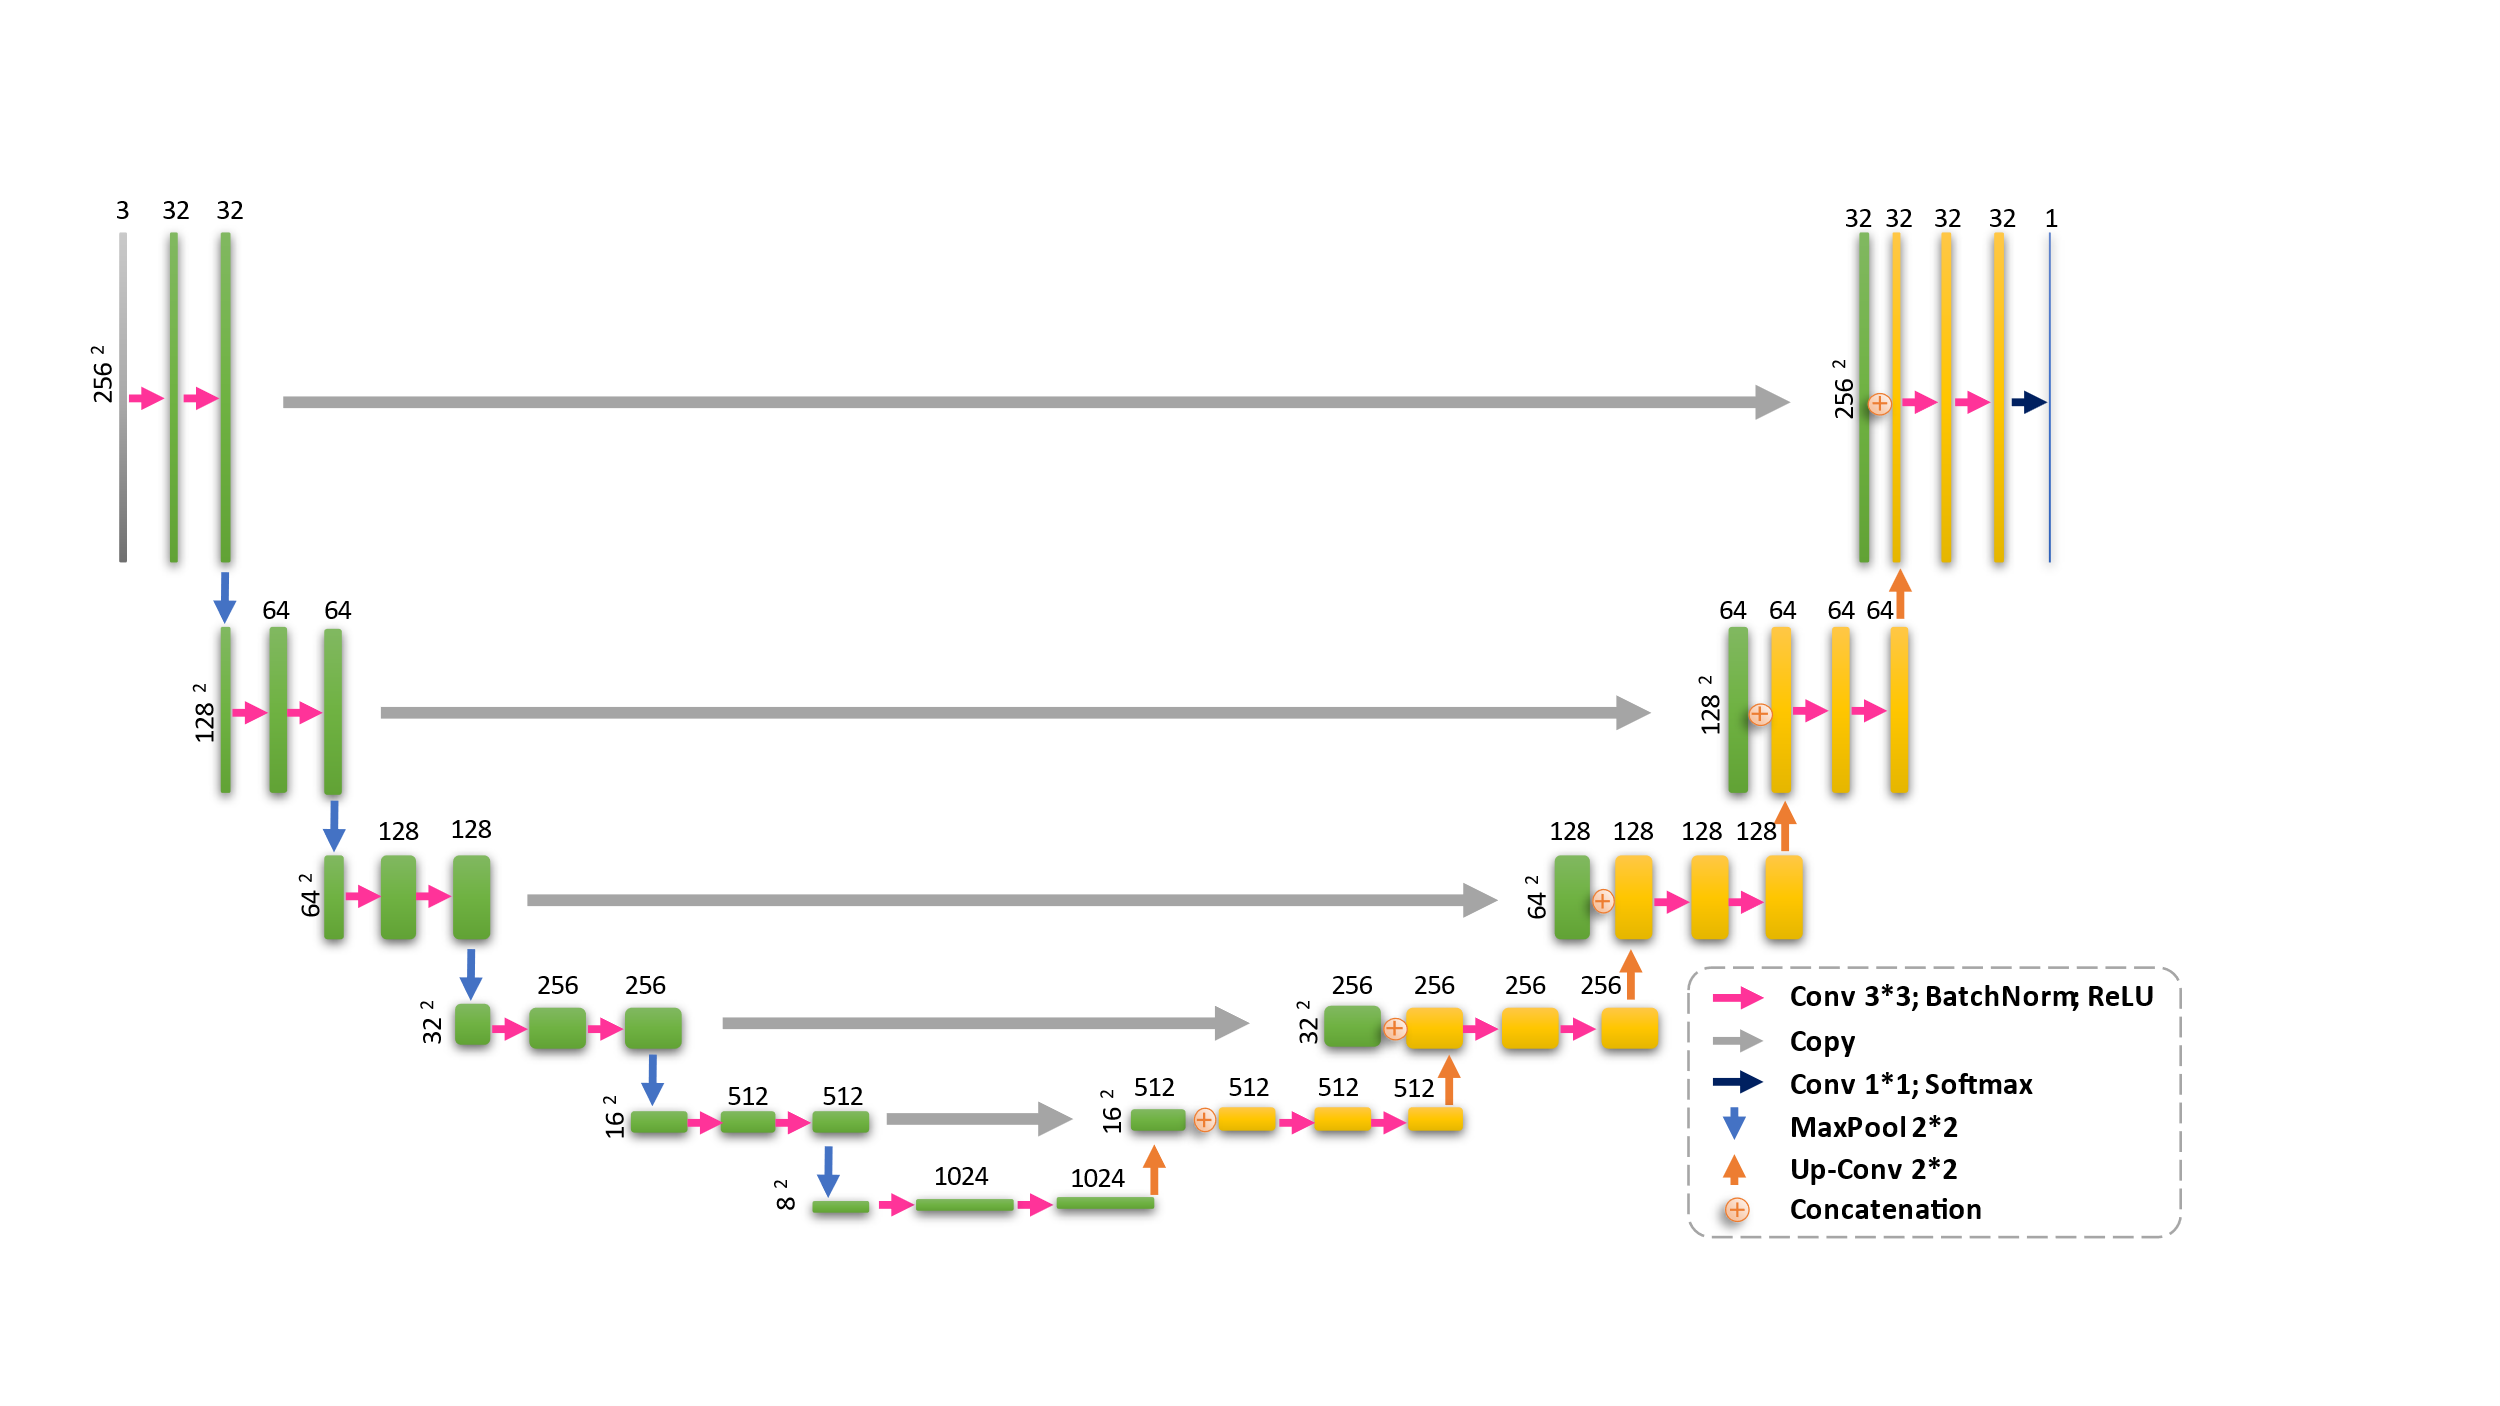 3 32 32
256 2
32 32 32 32 1
256 2
64 64
128 2
64 64 64 64
128 2
128 128
64 2
128 128 128 128
64 2
256 256
32 2
256 256 256 256
32 2
512 512
16 2
512 512 512 512
16 2
1024 1024
8 2
Conv 3*3; BatchNorm; ReLU
Copy
Conv 1*1; Softmax
MaxPool 2*2
Up-Conv 2*2
Concatenation